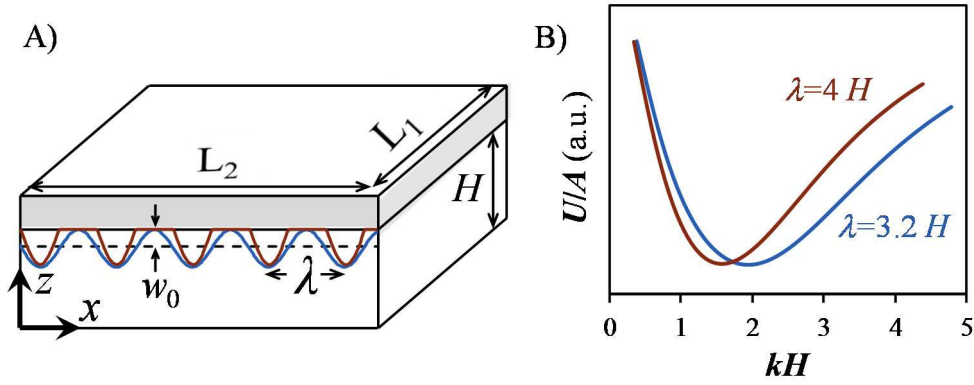 A)
L₁
L₂
H
w₀
λ
z
x
B)
U/A (a.u.)
λ=4 H
λ=3.2 H
0 1 2 3 4 5
kH